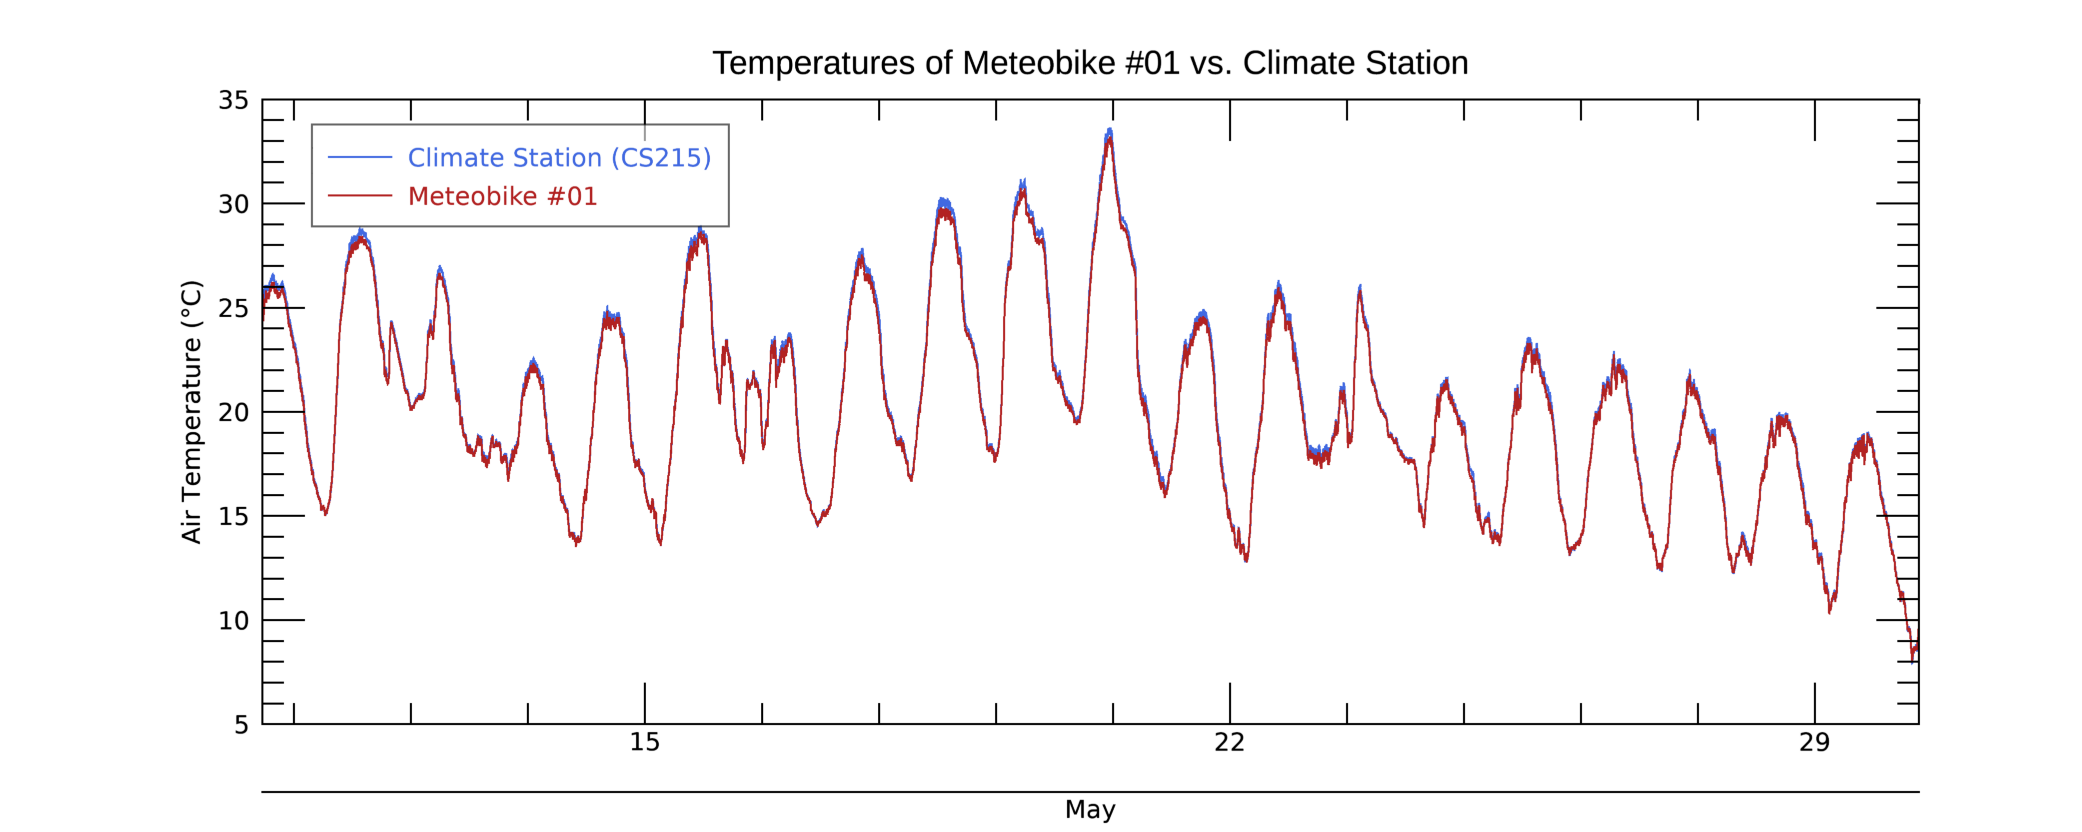 Temperatures of Meteobike #01 vs. Climate Station
35
30
25
20
15
10
5
Air Temperature (°C)
Climate Station (CS215)
Meteobike #01
15
22
29
May